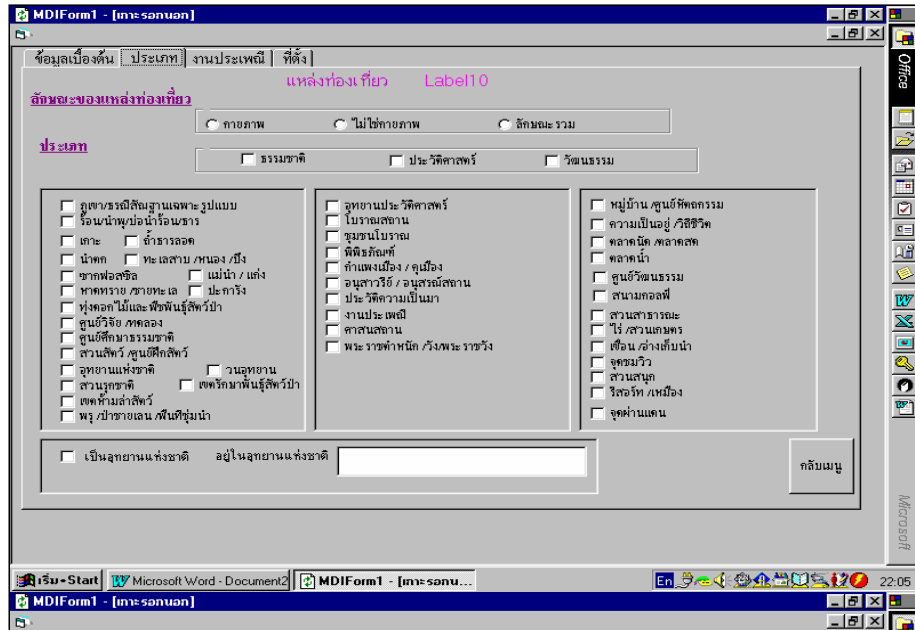 MDIForm1 - [เกาะรอกนอก]
ข้อมูลเบื้องต้น ประเภท งานประเพณี ที่ตั้ง
แหล่งท่องเที่ยว Label10
ลักษณะของแหล่งท่องเที่ยว
กายภาพ ไม่ใช่กายภาพ ลักษณะรวม
ประเภท
ธรรมชาติ ประวัติศาสตร์ วัฒนธรรม
ภูเขา/ธรณีสัณฐานเฉพาะรูปแบบ
ร้อน/น้ำพุ/บ่อน้ำร้อน/ธาร
เกาะ ถ้ำธารลอด
น้ำตก ทะเลสาบ /หนอง /บึง
ซากฟอสซิล แม่น้ำ / แก่ง
หาดทราย /ชายทะเล ปะการัง
ทุ่งดอกไม้และพืชพันธุ์สัตว์ป่า
ศูนย์วิจัย /ทดลอง
ศูนย์ศึกษาธรรมชาติ
สวนสัตว์ /ศูนย์ฝึกสัตว์
อุทยานแห่งชาติ วนอุทยาน
สวนรุกชาติ เขตรักษาพันธุ์สัตว์ป่า
เขตห้ามล่าสัตว์
พรุ /ป่าชายเลน /พื้นที่ชุ่มน้ำ
อุทยานประวัติศาสตร์
โบราณสถาน
ชุมชนโบราณ
พิพิธภัณฑ์
กำแพงเมือง / คูเมือง
อนุสาวรีย์ / อนุสรณ์สถาน
ประวัติความเป็นมา
งานประเพณี
ศาสนสถาน
พระราชตำหนัก /วัง/พระราชวัง
หมู่บ้าน /ศูนย์หัตถกรรม
ความเป็นอยู่ /วิถีชีวิต
ตลาดนัด /ตลาดสด
ตลาดน้ำ
ศูนย์วัฒนธรรม
สนามกอลฟ์
สวนสาธารณะ
ไร่ /สวนเกษตร
เขื่อน /อ่างเก็บน้ำ
จุดชมวิว
สวนสนุก
รีสอร์ท /เหมือง
จุดผ่านแดน
เป็นอุทยานแห่งชาติ อยู่ในอุทยานแห่งชาติ
กลับเมนู
Office
Microsoft
เริ่ม-Start Microsoft Word - Document2 MDIForm1 - [เกาะรอกน... En 22:05
MDIForm1 - [เกาะรอกนอก]